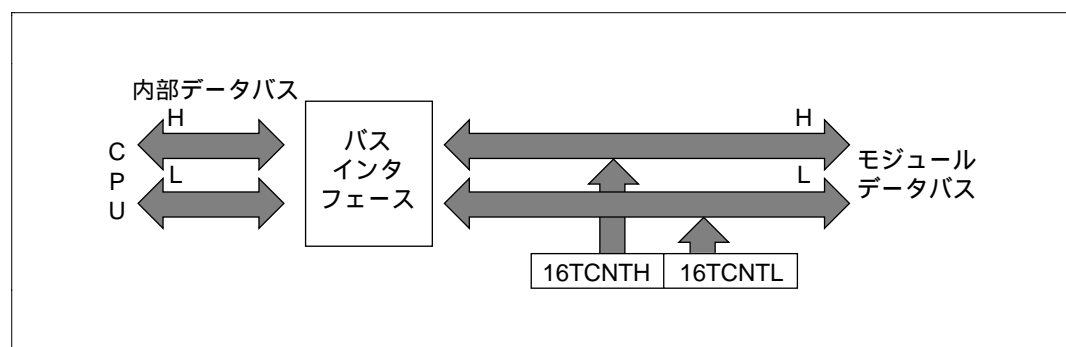 内部データバス
H
L
CPU
バス
インタ
フェース
H
L
モジュール
データバス
16TCNTH
16TCNTL